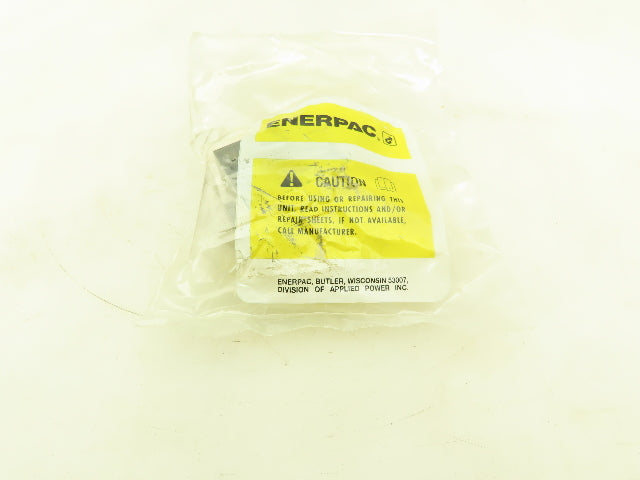 ENERPAC
CAUTION
BEFORE USING OR REPAIRING THIS
UNIT, READ INSTRUCTIONS AND/OR
REPAIR SHEETS. IF NOT AVAILABLE,
CALL MANUFACTURER.
ENERPAC, BUTLER, WISCONSIN 53007,
DIVISION OF APPLIED POWER INC.